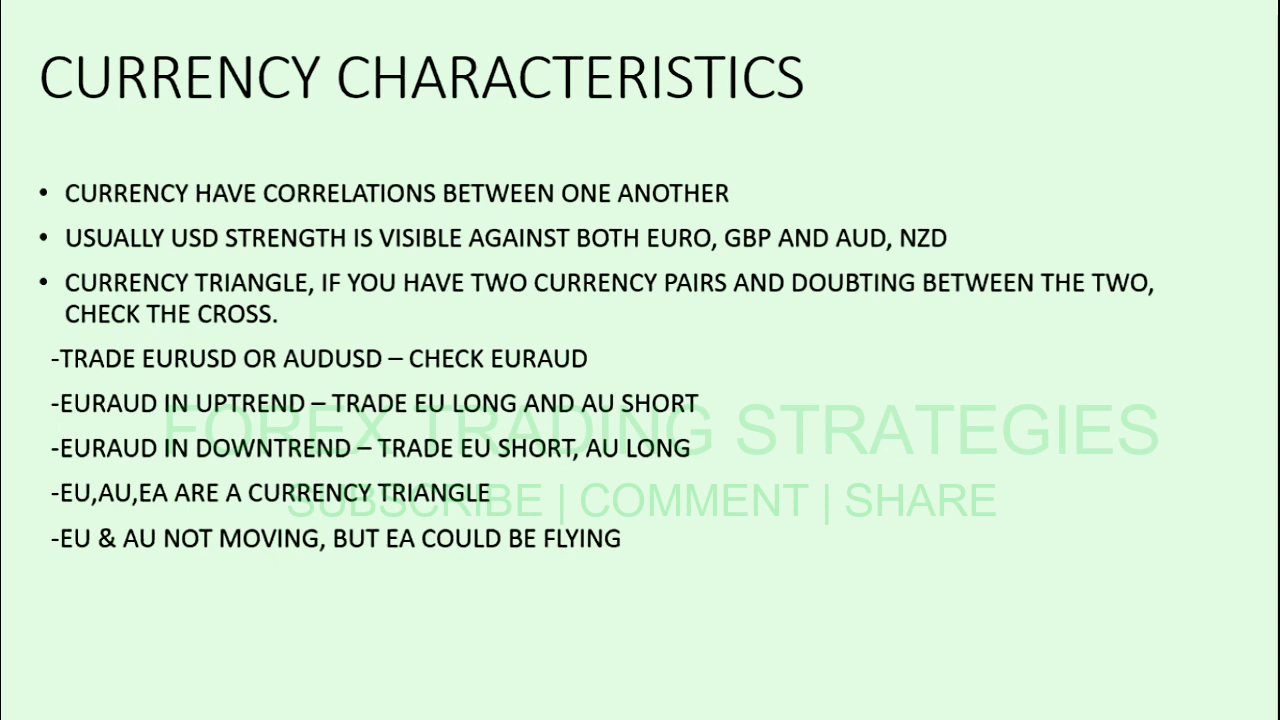 CURRENCY CHARACTERISTICS
• CURRENCY HAVE CORRELATIONS BETWEEN ONE ANOTHER
• USUALLY USD STRENGTH IS VISIBLE AGAINST BOTH EURO, GBP AND AUD, NZD
• CURRENCY TRIANGLE, IF YOU HAVE TWO CURRENCY PAIRS AND DOUBTING BETWEEN THE TWO,
CHECK THE CROSS.
-TRADE EURUSD OR AUDUSD – CHECK EURAUD
-EURAUD IN UPTREND – TRADE EU LONG AND AU SHORT
FOREX TRADING STRATEGIES
-EURAUD IN DOWNTREND – TRADE EU SHORT, AU LONG
-EU,AU,EA ARE A CURRENCY TRIANGLE
SUBSCRIBE | COMMENT | SHARE
-EU & AU NOT MOVING, BUT EA COULD BE FLYING